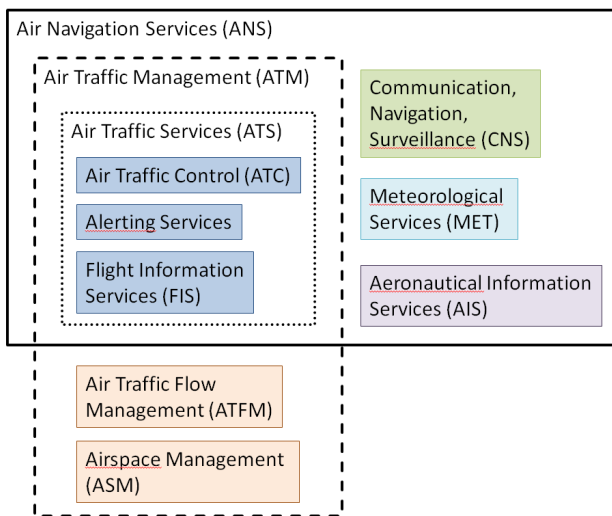 Air Navigation Services (ANS)
Air Traffic Management (ATM)
Air Traffic Services (ATS)
Air Traffic Control (ATC)
Alerting Services
Flight Information
Services (FIS)
Communication,
Navigation,
Surveillance (CNS)
Meteorological
Services (MET)
Aeronautical Information
Services (AIS)
Air Traffic Flow
Management (ATFM)
Airspace Management
(ASM)